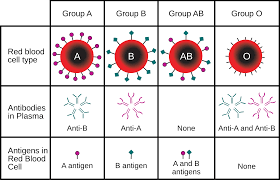 Group A Group B Group AB Group O
Red blood
cell type
A B AB O
Antibodies
in Plasma
Anti-B Anti-A None Anti-A and Anti-B
Antigens in
Red Blood
Cell
A antigen B antigen A and B
antigens None